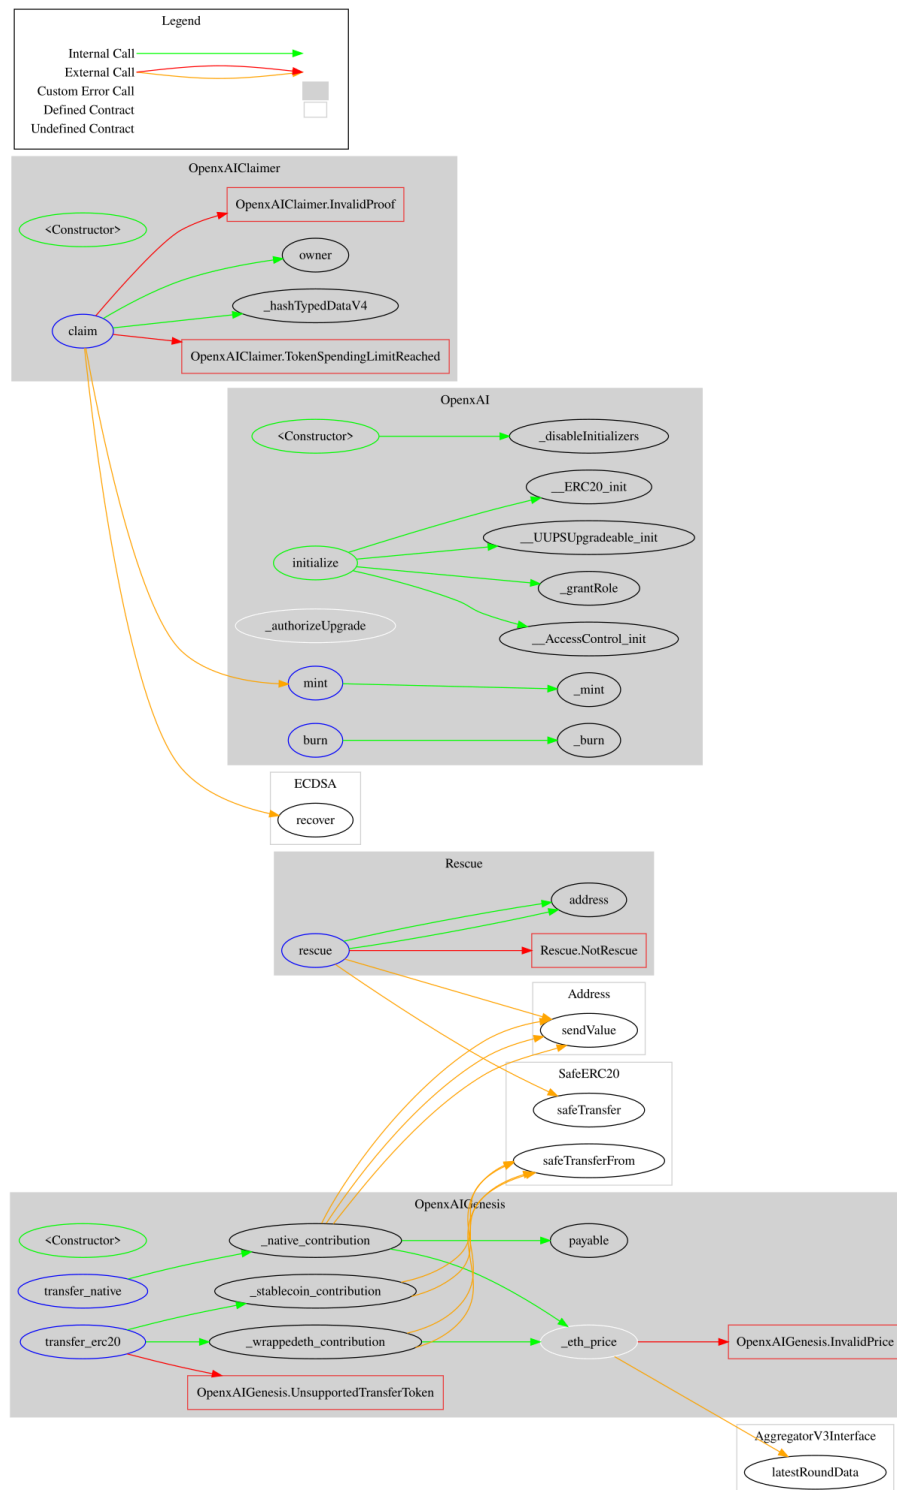 Legend
Internal Call
External Call
Custom Error Call
Defined Contract
Undefined Contract
OpenxAIClaimer
OpenxAIClaimer.InvalidProof
<Constructor>
owner
_hashTypedDataV4
claim
OpenxAIClaimer.TokenSpendingLimitReached
OpenxAI
<Constructor>
_disableInitializers
__ERC20_init
__UUPSUpgradeable_init
initialize
_grantRole
_authorizeUpgrade
__AccessControl_init
mint
_mint
burn
_burn
ECDSA
recover
Rescue
address
rescue
Rescue.NotRescue
Address
sendValue
SafeERC20
safeTransfer
safeTransferFrom
OpenxAIGenesis
<Constructor>
_native_contribution
payable
transfer_native
_stablecoin_contribution
transfer_erc20
_wrappedeth_contribution
_eth_price
OpenxAIGenesis.InvalidPrice
OpenxAIGenesis.UnsupportedTransferToken
AggregatorV3Interface
latestRoundData